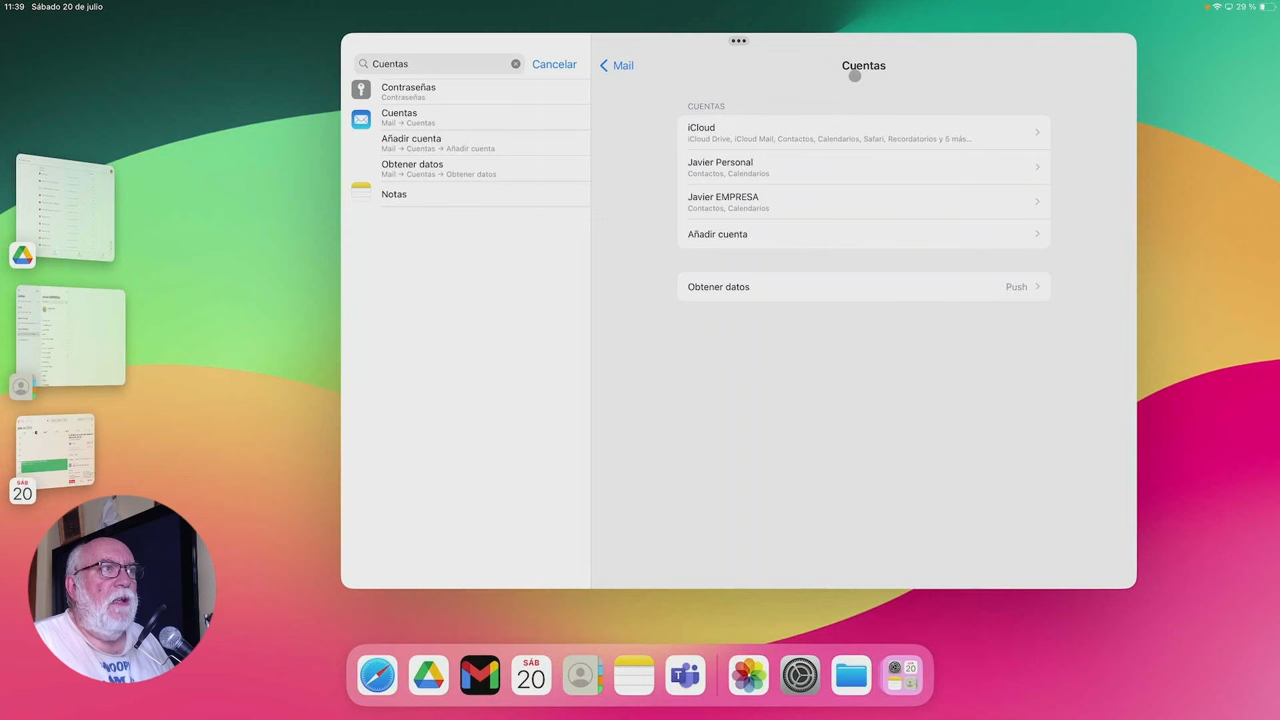 11:39 Sábado 20 de julio
29 %
Cuentas
Cancelar
Contraseñas
Contraseñas
Cuentas
Mail → Cuentas
Añadir cuenta
Mail → Cuentas → Añadir cuenta
Obtener datos
Mail → Cuentas → Obtener datos
Notas
Mail
Cuentas
CUENTAS
iCloud
iCloud Drive, iCloud Mail, Contactos, Calendarios, Safari, Recordatorios y 5 más...
Javier Personal
Contactos, Calendarios
Javier EMPRESA
Contactos, Calendarios
Añadir cuenta
Obtener datos
Push
SÁB
20
SÁB
20
20